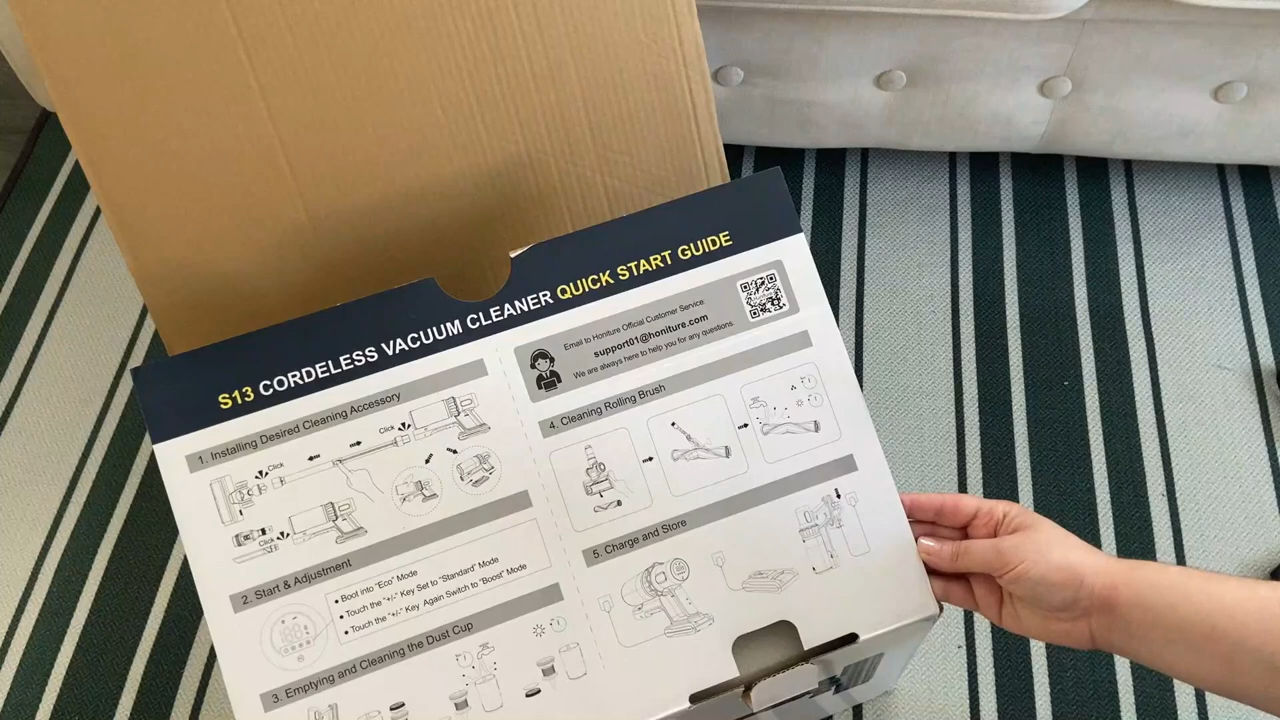 S13 CORDELESS VACUUM CLEANER QUICK START GUIDE
1. Installing Desired Cleaning Accessory
Click
Click
Click
2. Start & Adjustment
• Boot into "Eco" Mode
• Touch the "+/-" Key Set to "Standard" Mode
• Touch the "+/-" Key Again Switch to "Boost" Mode
3. Emptying and Cleaning the Dust Cup
Email to Honiture Official Customer Service:
support01@honiture.com
We are always here to help you for any questions.
4. Cleaning Rolling Brush
5. Charge and Store